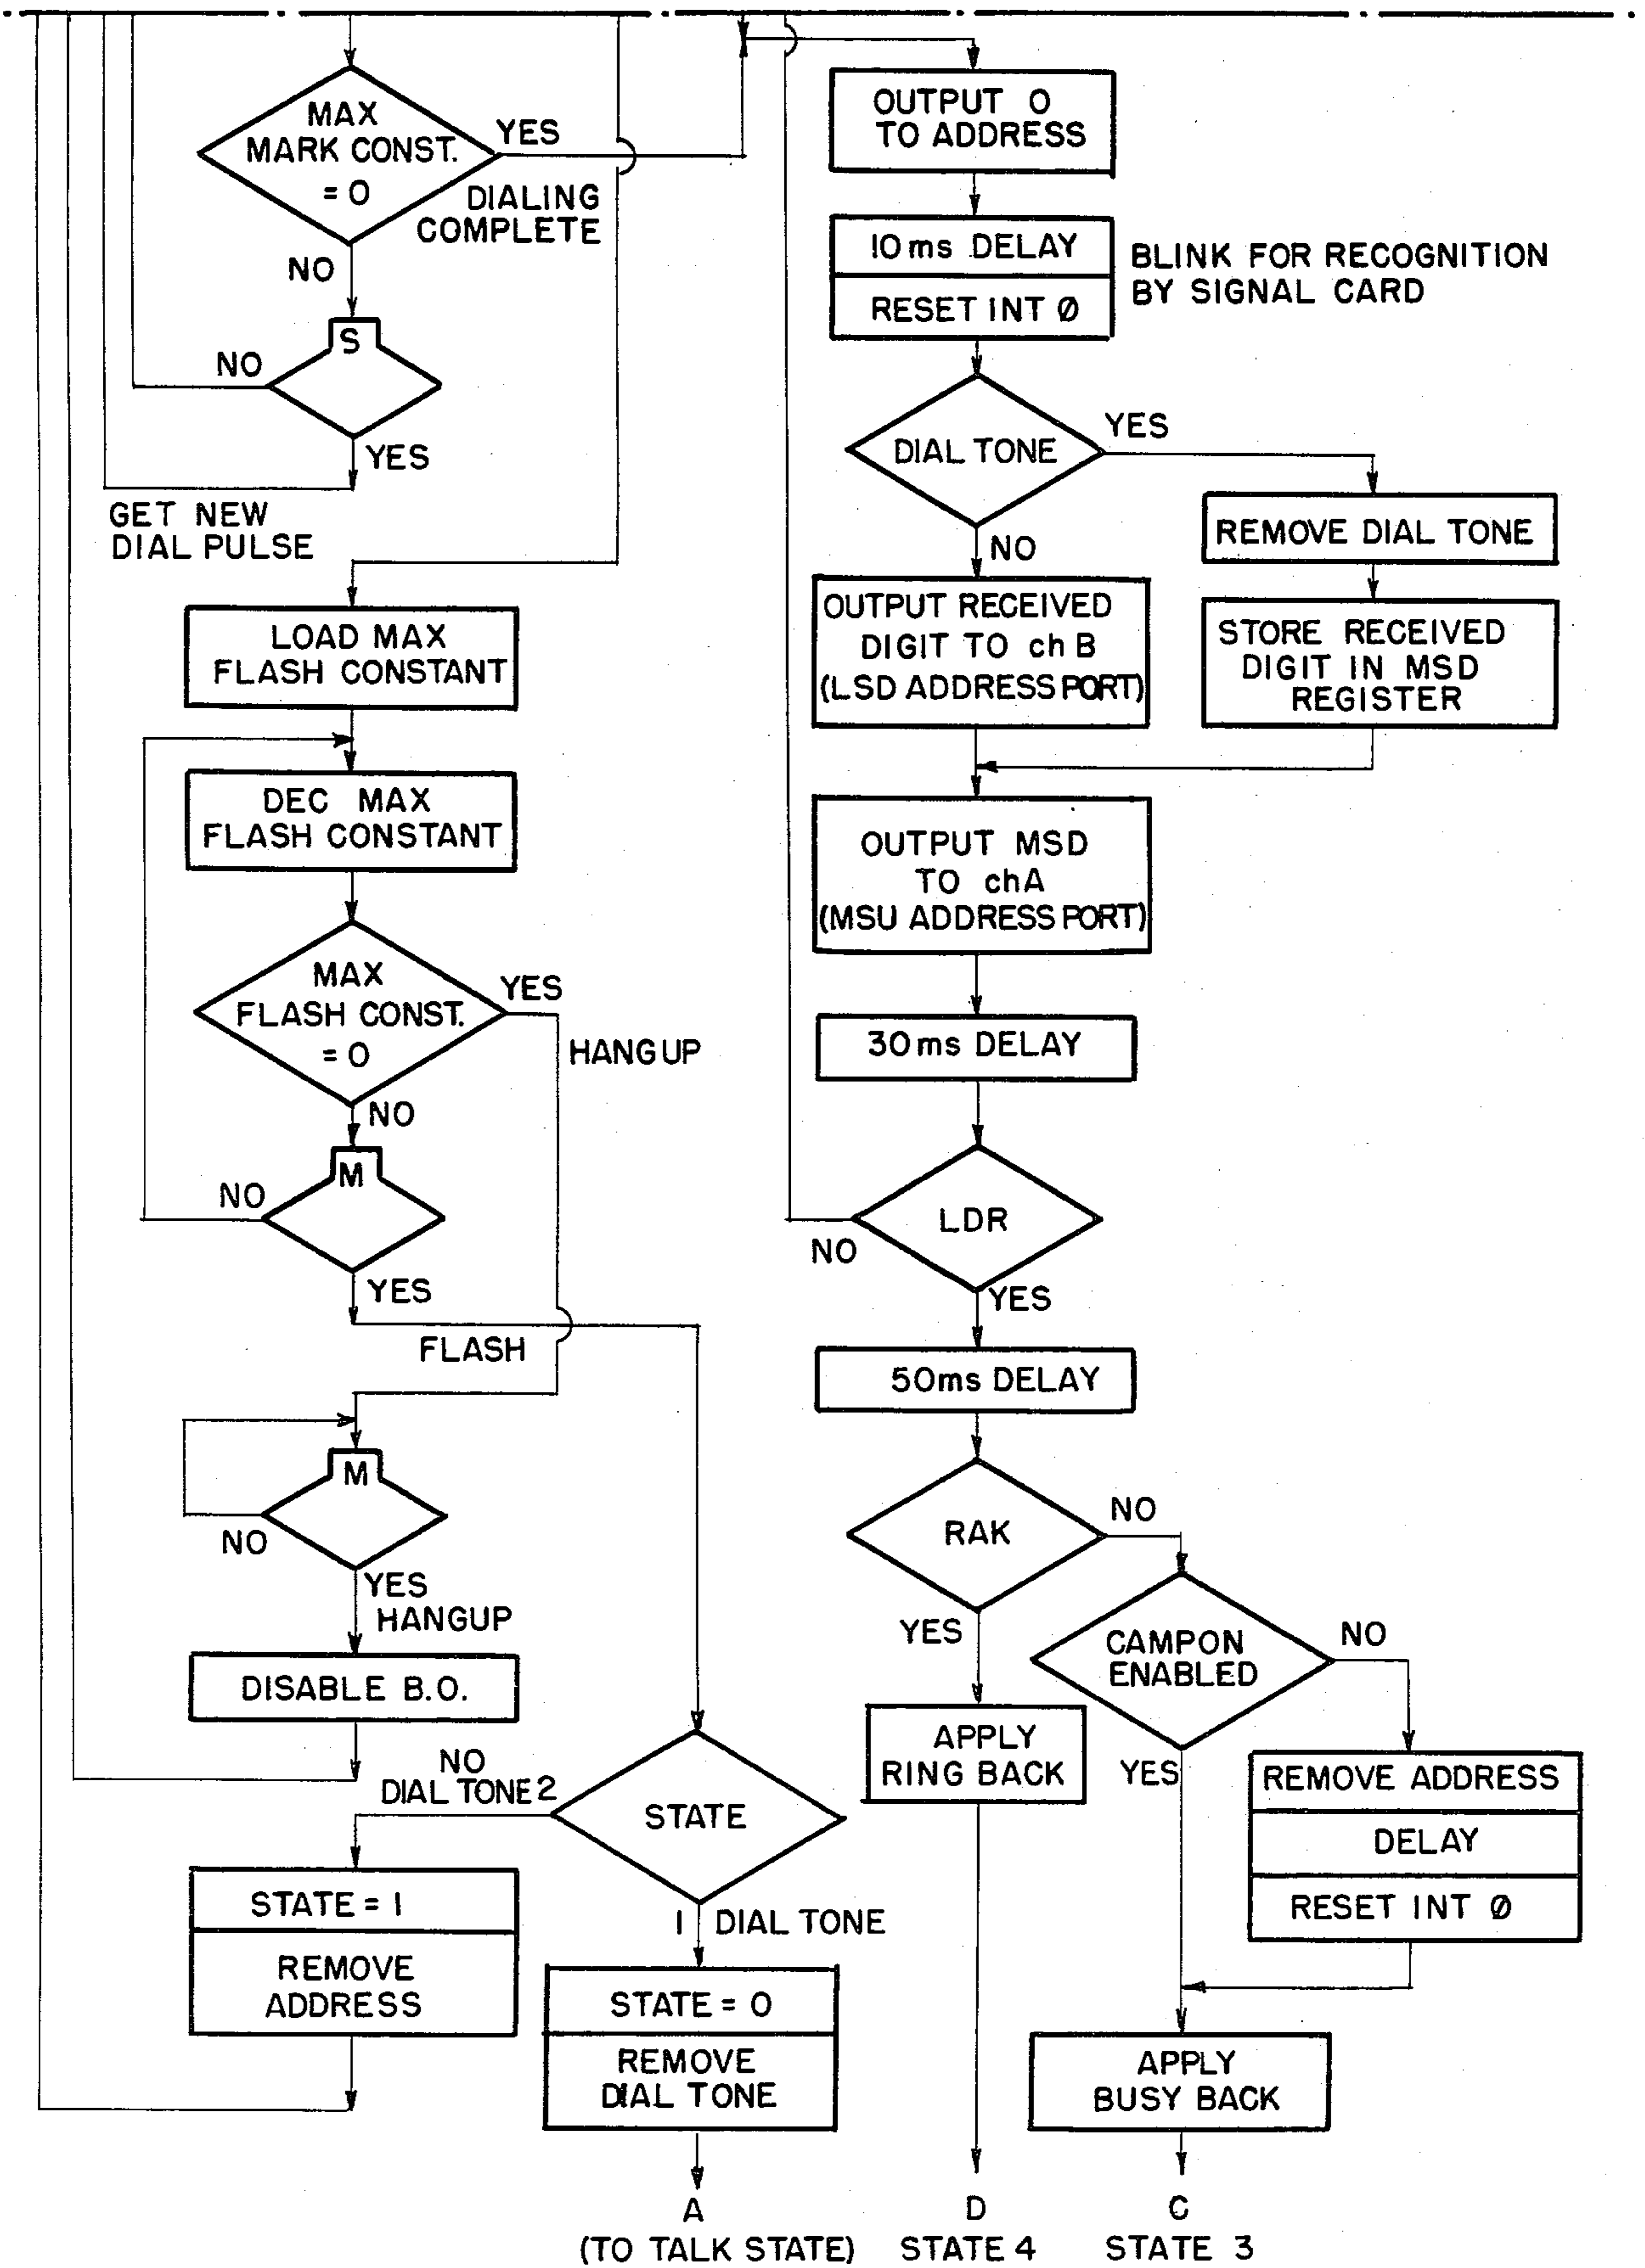 MAX
MARK CONST.
= 0
YES
DIALING
COMPLETE
NO
S
NO
YES
GET NEW
DIAL PULSE
LOAD MAX
FLASH CONSTANT
DEC MAX
FLASH CONSTANT
MAX
FLASH CONST.
= 0
YES
HANGUP
NO
M
NO
YES
FLASH
M
NO
YES
HANGUP
DISABLE B.O.
NO
DIAL TONE 2
STATE
STATE = 1
REMOVE
ADDRESS
1 DIAL TONE
STATE = 0
REMOVE
DIAL TONE
A
(TO TALK STATE)
OUTPUT 0
TO ADDRESS
10ms DELAY
RESET INT Ø
BLINK FOR RECOGNITION
BY SIGNAL CARD
DIAL TONE
YES
NO
REMOVE DIAL TONE
STORE RECEIVED
DIGIT IN MSD
REGISTER
OUTPUT RECEIVED
DIGIT TO ch B
(LSD ADDRESS PORT)
OUTPUT MSD
TO chA
(MSU ADDRESS PORT)
30ms DELAY
LDR
NO
YES
50ms DELAY
RAK
NO
YES
CAMPON
ENABLED
NO
YES
APPLY
RING BACK
REMOVE ADDRESS
DELAY
RESET INT Ø
APPLY
BUSY BACK
D
STATE 4
C
STATE 3